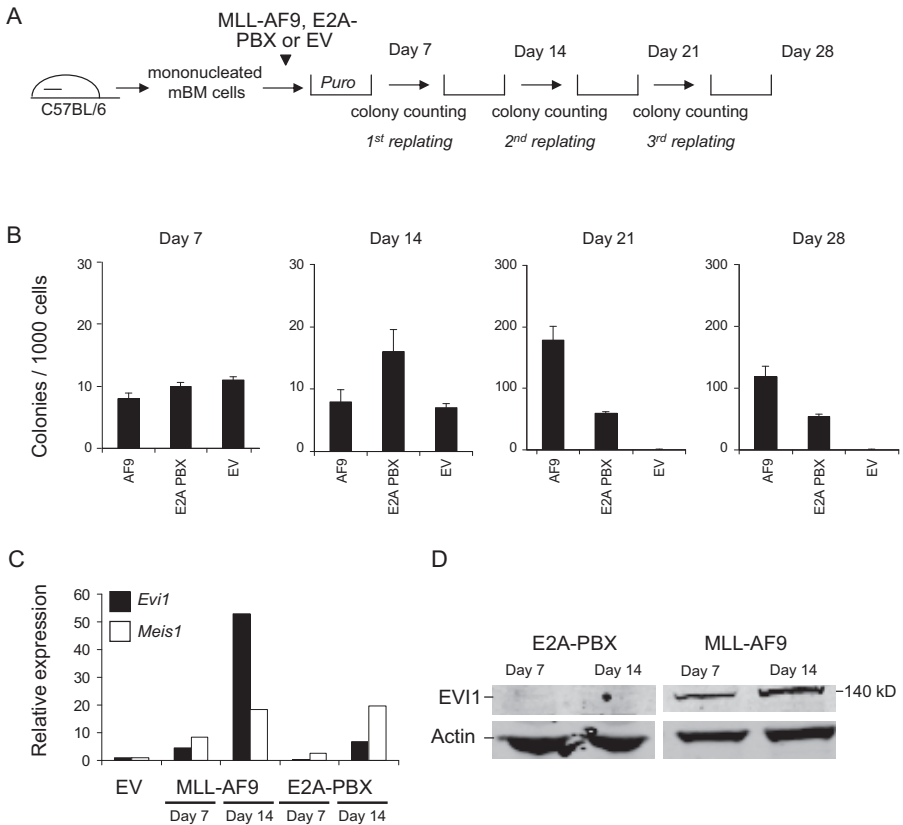 A
MLL-AF9, E2A-
PBX or EV
Day 7
Day 14
Day 21
Day 28
mononucleated
mBM cells
Puro
C57BL/6
colony counting
colony counting
colony counting
1st replating
2nd replating
3rd replating
B
Day 7
Day 14
Day 21
Day 28
Colonies / 1000 cells
30
20
10
0
AF9
E2A PBX
EV
30
20
10
0
AF9
E2A PBX
EV
300
200
100
0
AF9
E2A PBX
EV
300
200
100
0
AF9
E2A PBX
EV
C
Relative expression
60
50
40
30
20
10
0
Evi1
Meis1
EV
MLL-AF9
E2A-PBX
Day 7
Day 14
Day 7
Day 14
D
E2A-PBX
MLL-AF9
Day 7
Day 14
Day 7
Day 14
EVI1
140 kD
Actin